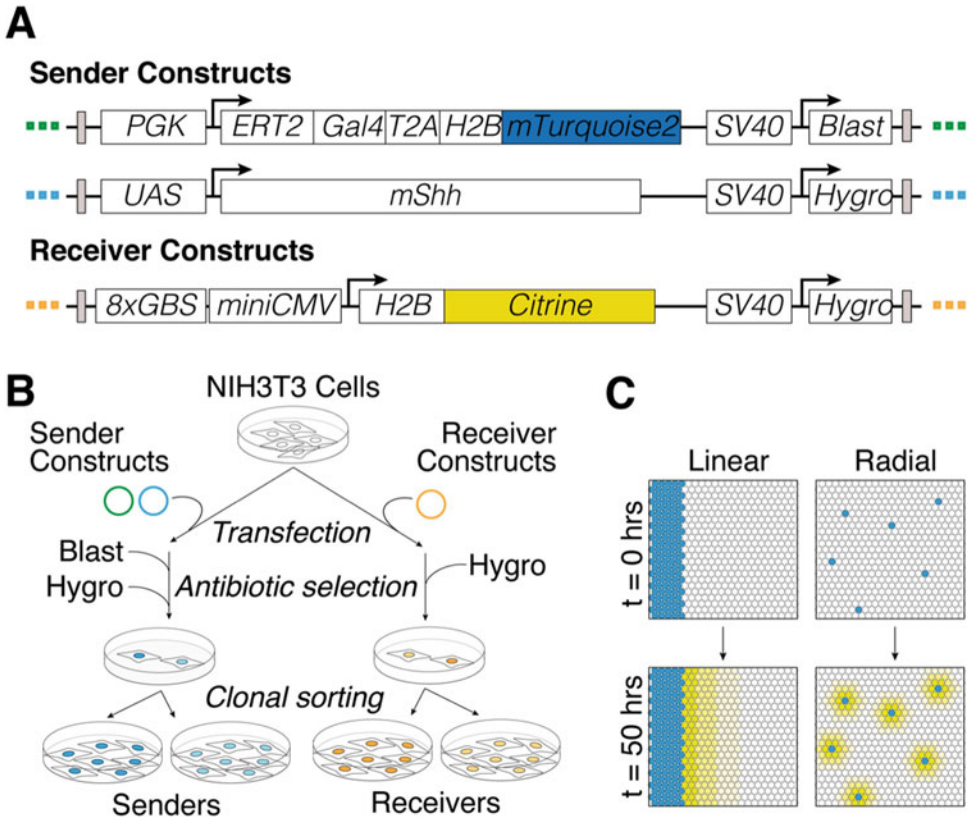 A
Sender Constructs
PGK ERT2 Gal4 T2A H2B mTurquoise2 SV40 Blast
UAS mShh SV40 Hygro
Receiver Constructs
8xGBS miniCMV H2B Citrine SV40 Hygro
B
NIH3T3 Cells
Sender
Constructs
Receiver
Constructs
Transfection
Blast
Hygro
Antibiotic selection
Hygro
Clonal sorting
Senders
Receivers
C
Linear
Radial
t = 0 hrs
t = 50 hrs